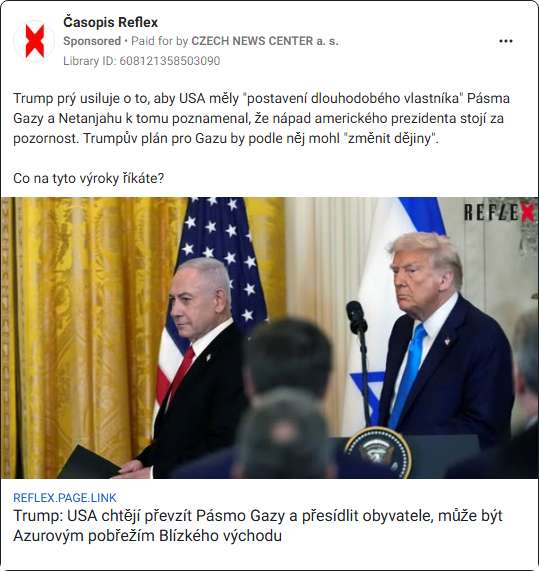 Časopis Reflex
Sponsored • Paid for by CZECH NEWS CENTER a. s.
Library ID: 608121358503090
Trump prý usiluje o to, aby USA měly "postavení dlouhodobého vlastníka" Pásma
Gazy a Netanjahu k tomu poznamenal, že nápad amerického prezidenta stojí za
pozornost. Trumpův plán pro Gazu by podle něj mohl "změnit dějiny".
Co na tyto výroky říkáte?
REFLEX
REFLEX.PAGE.LINK
Trump: USA chtějí převzít Pásmo Gazy a přesídlit obyvatele, může být
Azurovým pobřežím Blízkého východu